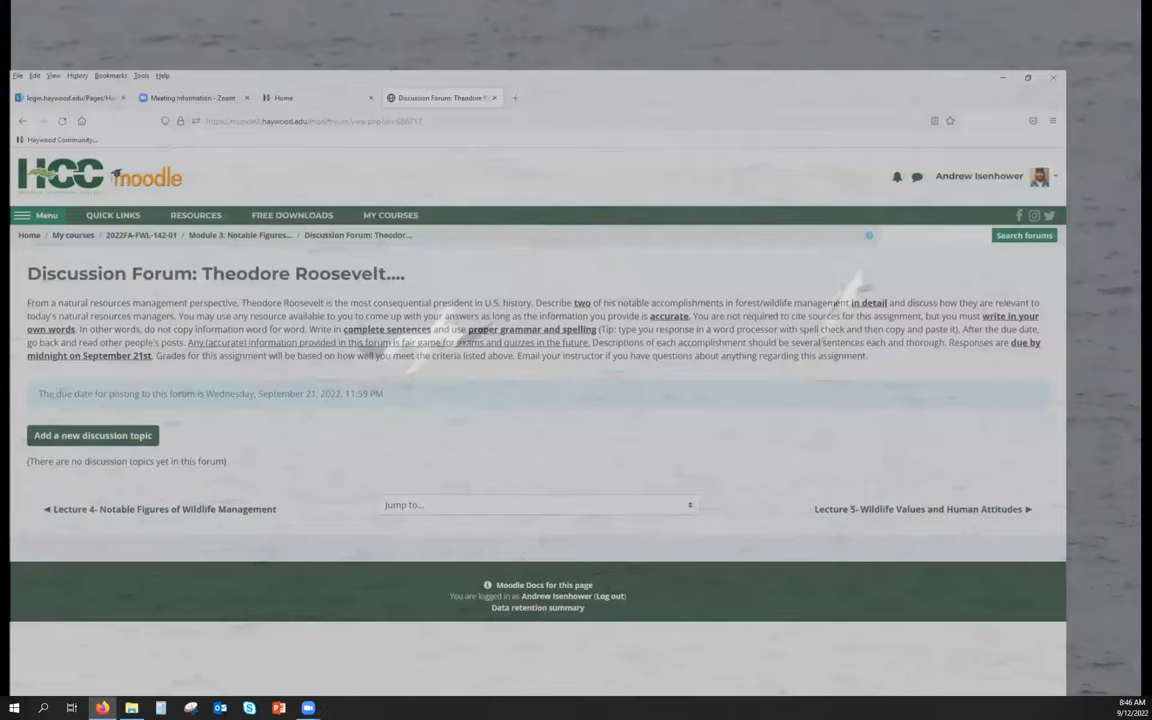 File Edit View History Bookmarks Tools Help
login.haywood.edu/Pages/Ho Meeting Information - Zoom Home Discussion Forum: Theodore R
https://moodle2.haywood.edu/mod/forum/view.php?id=686717
Haywood Community...
HCC moodle
Andrew Isenhower
Menu QUICK LINKS RESOURCES FREE DOWNLOADS MY COURSES
Home / My courses / 2022FA-FWL-142-01 / Module 3: Notable Figures... / Discussion Forum: Theodor...
Search forums
Discussion Forum: Theodore Roosevelt....
From a natural resources management perspective, Theodore Roosevelt is the most consequential president in U.S. history. Describe two of his notable accomplishments in forest/wildlife management in detail and discuss how they are relevant to
today's natural resources managers. You may use any resource available to you to come up with your answers as long as the information you provide is accurate. You are not required to cite sources for this assignment, but you must write in your
own words. In other words, do not copy information word for word. Write in complete sentences and use proper grammar and spelling (Tip: type you response in a word processor with spell check and then copy and paste it). After the due date,
go back and read other people's posts. Any (accurate) information provided in this forum is fair game for exams and quizzes in the future. Descriptions of each accomplishment should be several sentences each and thorough. Responses are due by
midnight on September 21st. Grades for this assignment will be based on how well you meet the criteria listed above. Email your instructor if you have questions about anything regarding this assignment.
The due date for posting to this forum is Wednesday, September 21, 2022, 11:59 PM
Add a new discussion topic
(There are no discussion topics yet in this forum)
◄ Lecture 4- Notable Figures of Wildlife Management
Jump to...
Lecture 5- Wildlife Values and Human Attitudes ►
Moodle Docs for this page
You are logged in as Andrew Isenhower (Log out)
Data retention summary
8:46 AM
9/12/2022